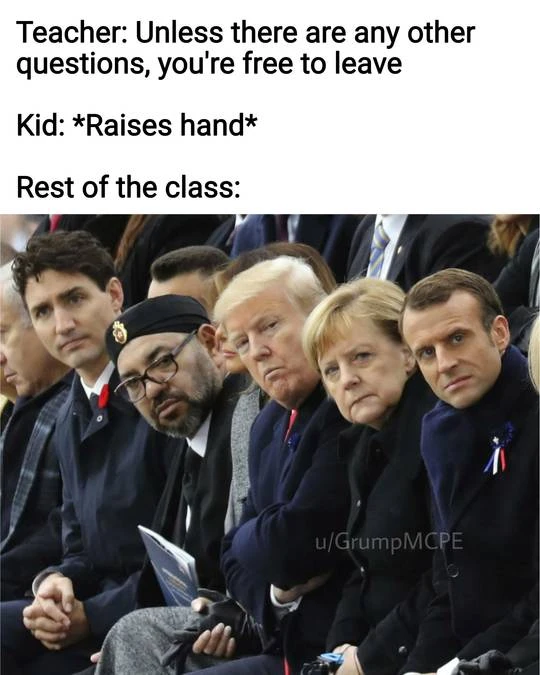 Teacher: Unless there are any other
questions, you're free to leave
Kid: *Raises hand*
Rest of the class:
u/GrumpMCPE